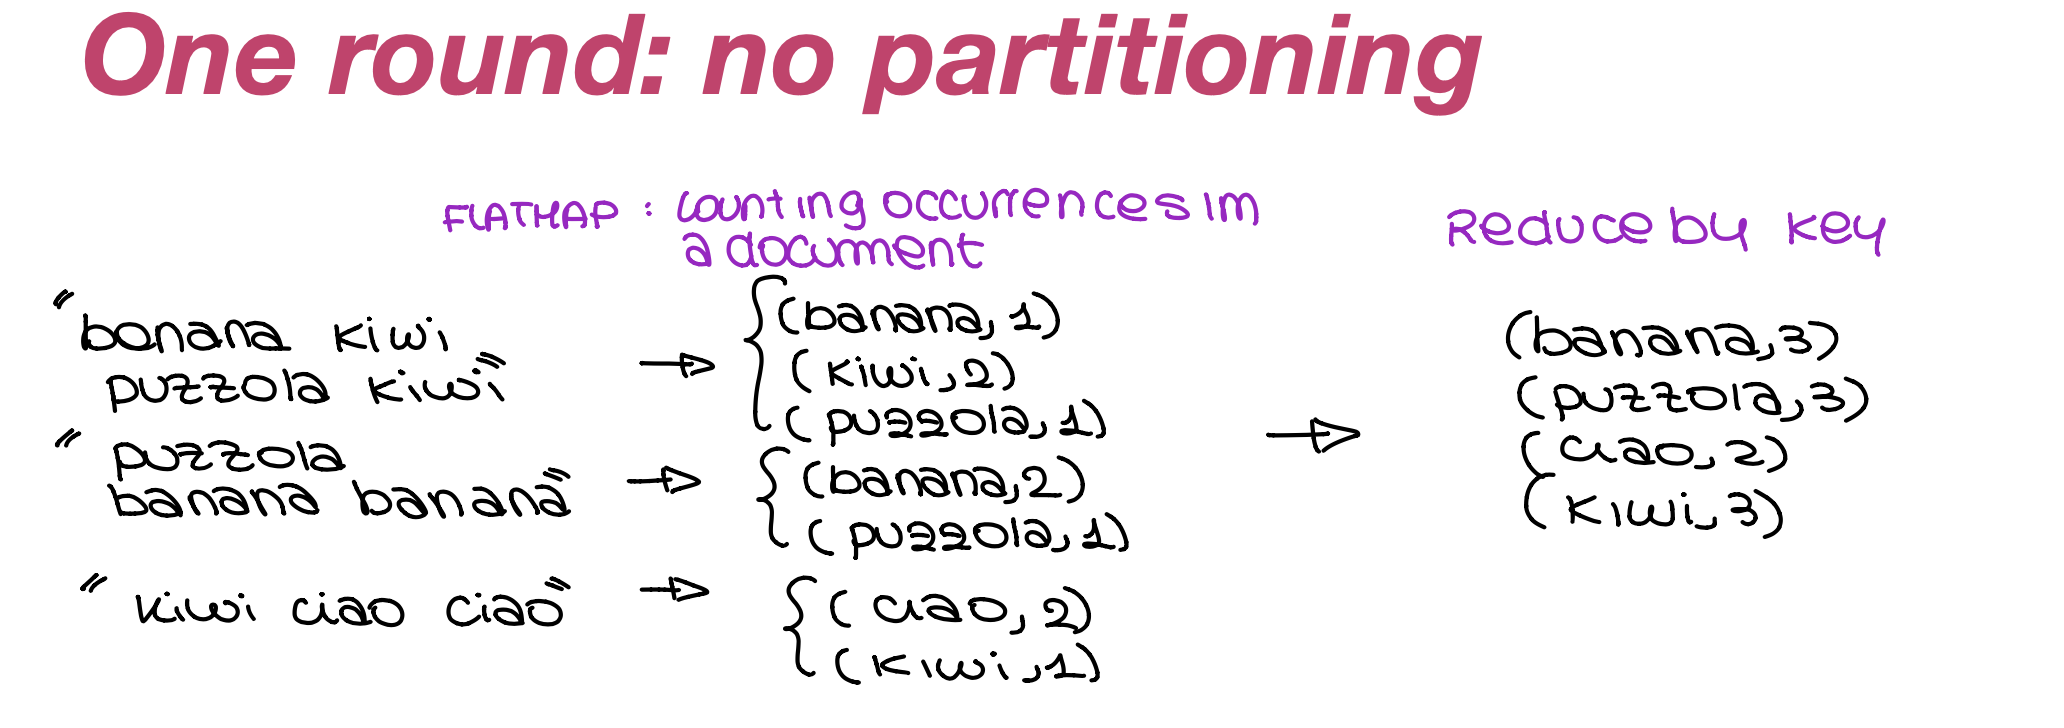 One round: no partitioning
FLATMAP : counting occurrences im
a document
Reduce by key
"banana kiwi
puzzola kiwi"
(banana, 1)
(kiwi, 2)
(puzzola, 1)
"puzzola
banana banana"
(banana, 2)
(puzzola, 1)
"kiwi ciao ciao"
(ciao, 2)
(kiwi, 1)
(banana, 3)
(puzzola, 3)
(ciao, 2)
(kiwi, 3)